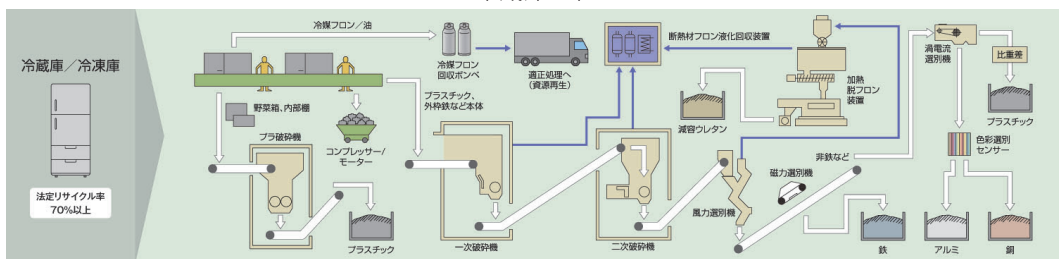 冷蔵庫／冷凍庫
法定リサイクル率
70%以上
冷媒フロン／油
冷媒フロン
回収ボンベ
適正処理へ
（資源再生）
断熱材フロン液化回収装置
加熱
脱フロン
装置
減容ウレタン
渦電流
選別機
比重差
プラスチック
色彩選別
センサー
野菜箱、内部棚
プラ破砕機
コンプレッサー/
モーター
プラスチック、
外枠鉄など本体
プラスチック
一次破砕機
二次破砕機
風力選別機
磁力選別機
非鉄など
鉄
アルミ
銅